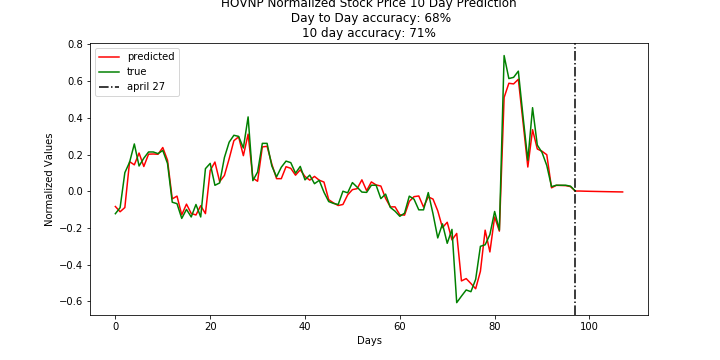 HOVNP Normalized Stock Price 10 Day Prediction
Day to Day accuracy: 68%
10 day accuracy: 71%
predicted
true
april 27
Normalized Values
0.8
0.6
0.4
0.2
0.0
−0.2
−0.4
−0.6
0
20
40
60
80
100
Days